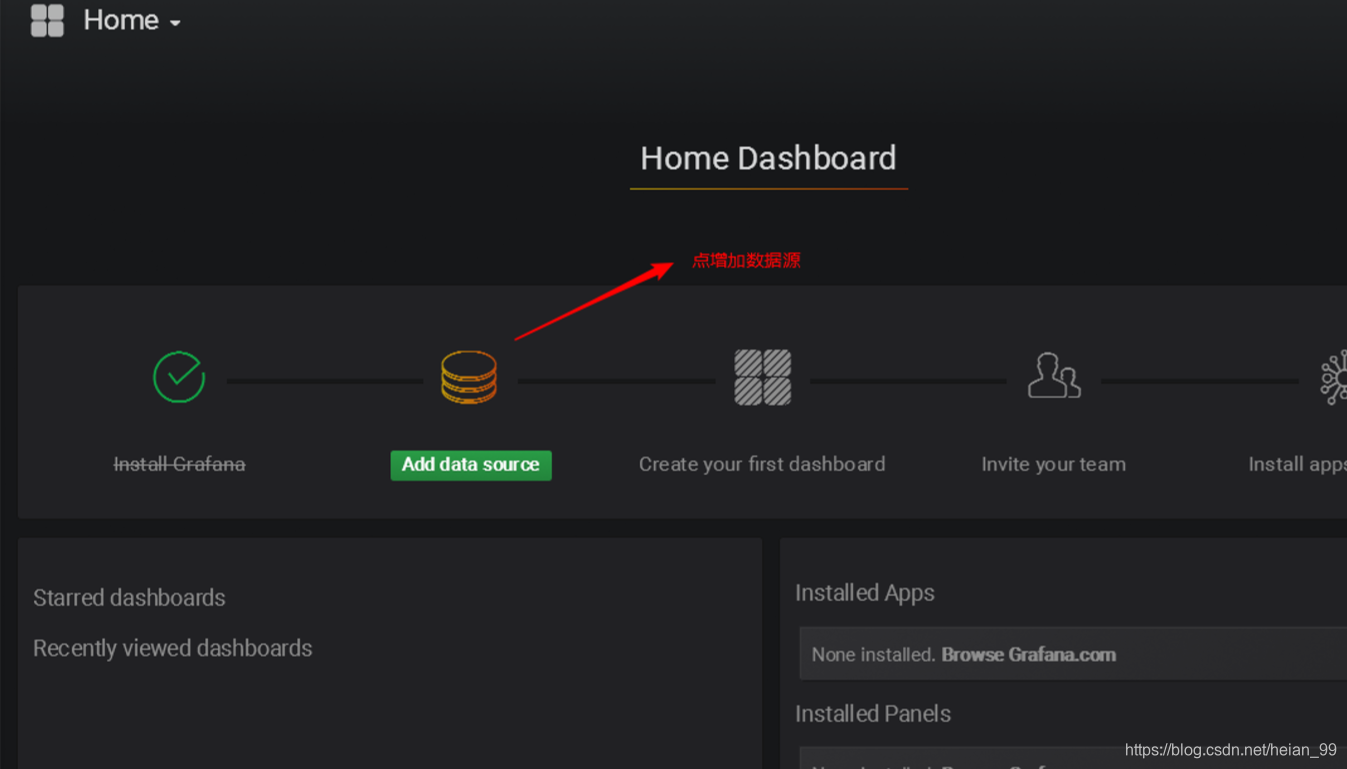 Home
Home Dashboard
点增加数据源
Install Grafana
Add data source
Create your first dashboard
Invite your team
Install apps
Starred dashboards
Recently viewed dashboards
Installed Apps
None installed. Browse Grafana.com
Installed Panels
https://blog.csdn.net/heian_99